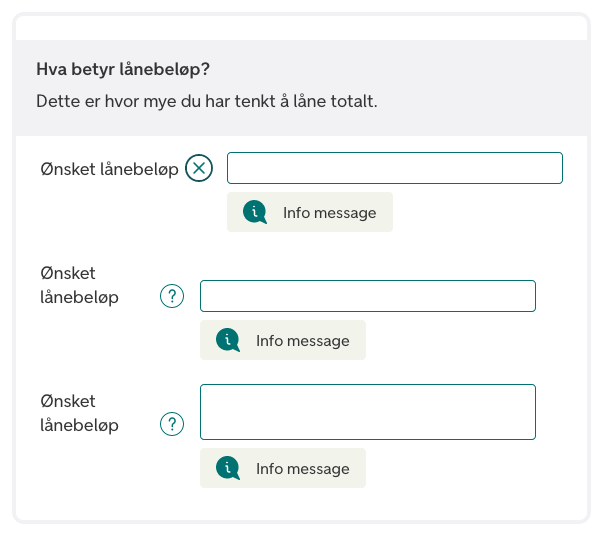 Hva betyr lånebeløp?
Dette er hvor mye du har tenkt å låne totalt.
Ønsket lånebeløp
Info message
Ønsket
lånebeløp ?
Info message
Ønsket
lånebeløp ?
Info message